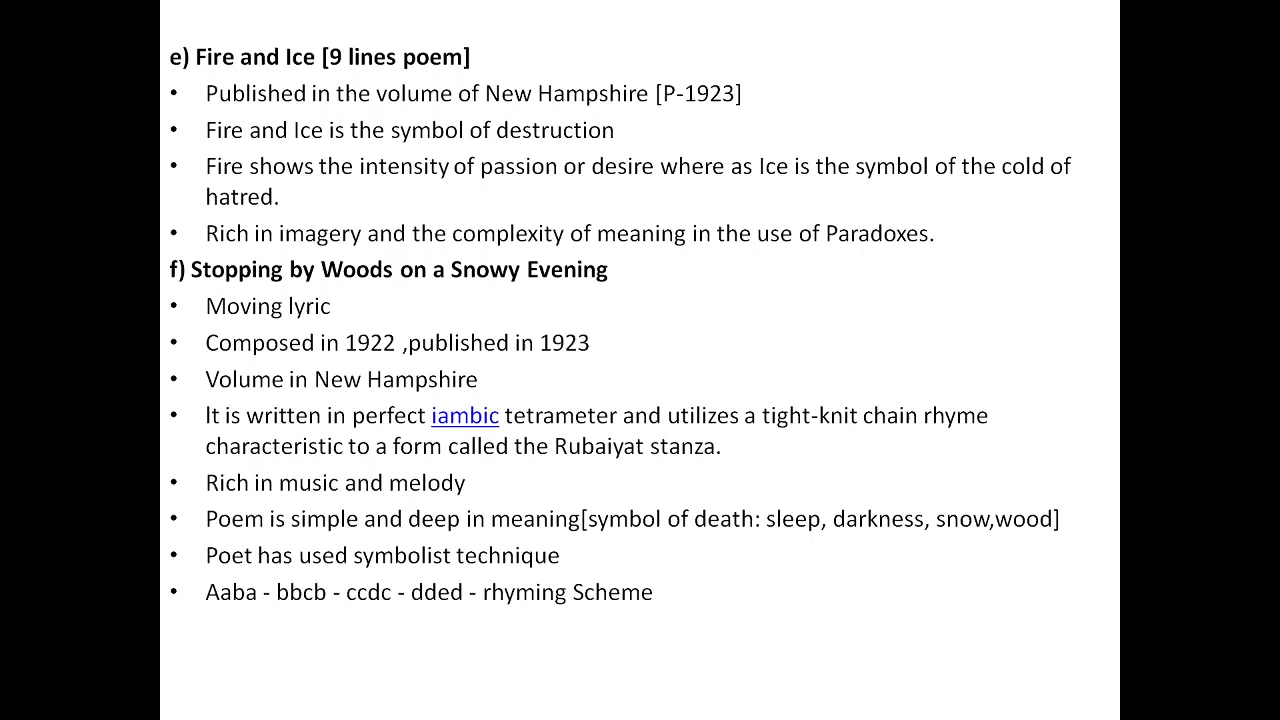 e) Fire and Ice [9 lines poem]
• Published in the volume of New Hampshire [P-1923]
• Fire and Ice is the symbol of destruction
• Fire shows the intensity of passion or desire where as Ice is the symbol of the cold of
hatred.
• Rich in imagery and the complexity of meaning in the use of Paradoxes.
f) Stopping by Woods on a Snowy Evening
• Moving lyric
• Composed in 1922 ,published in 1923
• Volume in New Hampshire
• It is written in perfect iambic tetrameter and utilizes a tight-knit chain rhyme
characteristic to a form called the Rubaiyat stanza.
• Rich in music and melody
• Poem is simple and deep in meaning[symbol of death: sleep, darkness, snow,wood]
• Poet has used symbolist technique
• Aaba - bbcb - ccdc - dded - rhyming Scheme